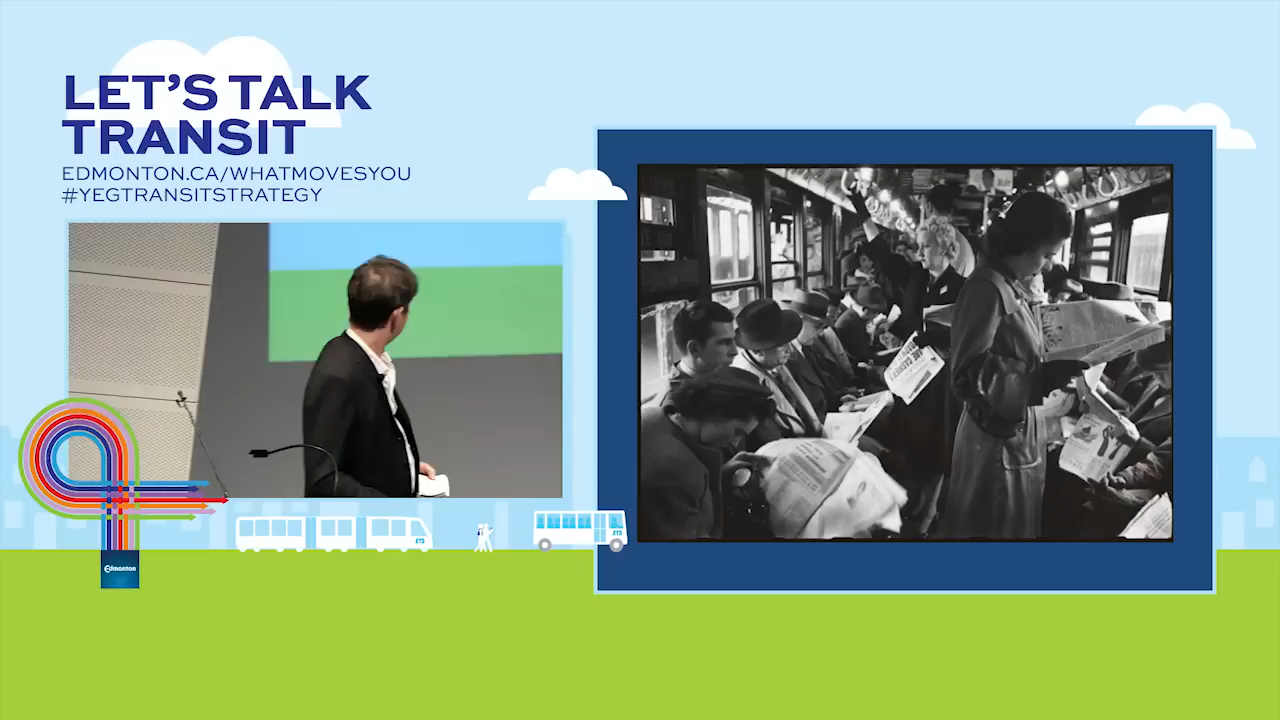 LET'S TALK
TRANSIT
EDMONTON.CA/WHATMOVESYOU
#YEGTRANSITSTRATEGY
Edmonton
ETS
ETS